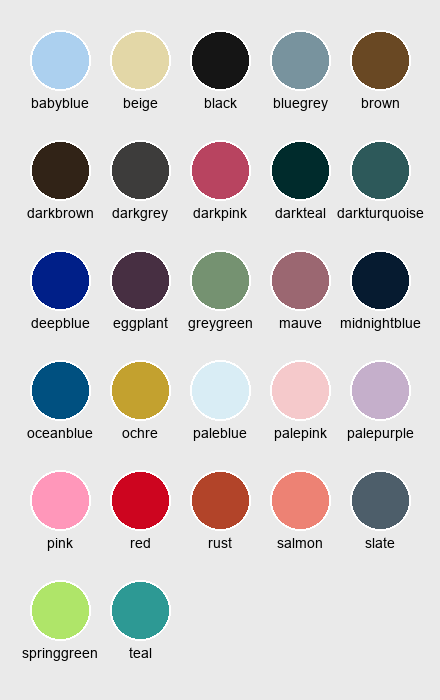 babyblue beige black bluegrey brown
darkbrown darkgrey darkpink darkteal darkturquoise
deepblue eggplant greygreen mauve midnightblue
oceanblue ochre paleblue palepink palepurple
pink red rust salmon slate
springgreen teal